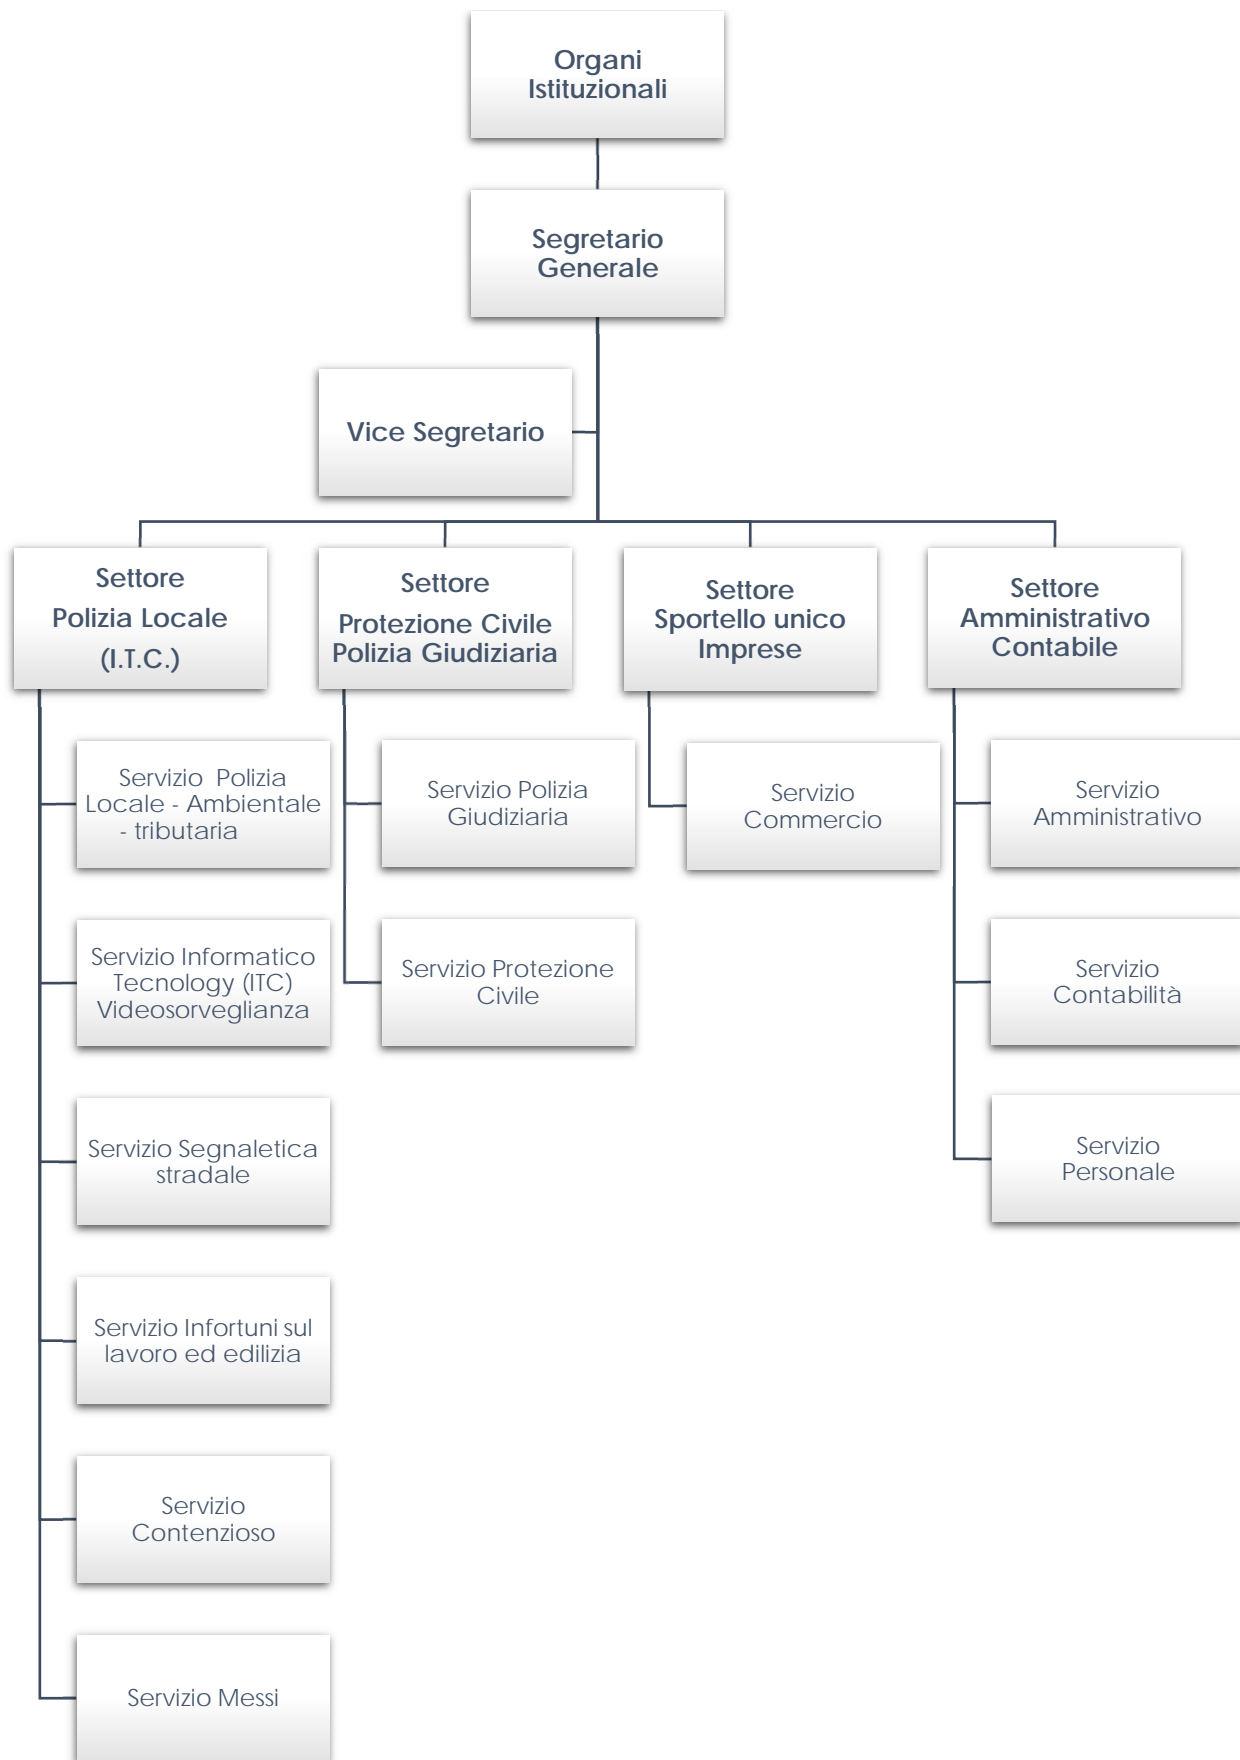 Organi
Istituzionali
Segretario
Generale
Vice Segretario
Settore
Polizia Locale
(I.T.C.)
Settore
Protezione Civile
Polizia Giudiziaria
Settore
Sportello unico
Imprese
Settore
Amministrativo
Contabile
Servizio Polizia
Locale - Ambientale
- tributaria
Servizio Informatico
Tecnology (ITC)
Videosorveglianza
Servizio Segnaletica
stradale
Servizio Infortuni sul
lavoro ed edilizia
Servizio
Contenzioso
Servizio Messi
Servizio Polizia
Giudiziaria
Servizio Protezione
Civile
Servizio
Commercio
Servizio
Amministrativo
Servizio
Contabilità
Servizio
Personale